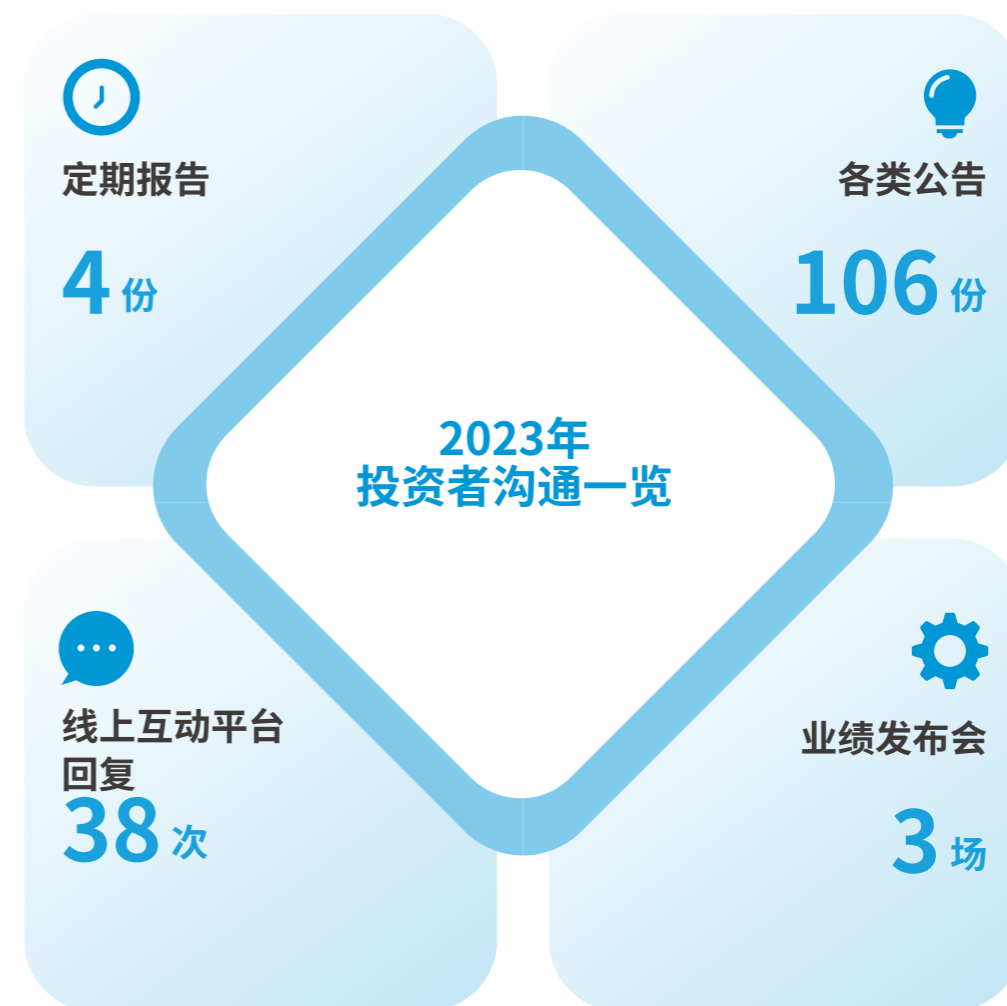 定期报告
4 份
各类公告
106 份
2023年
投资者沟通一览
线上互动平台
回复
38 次
业绩发布会
3 场